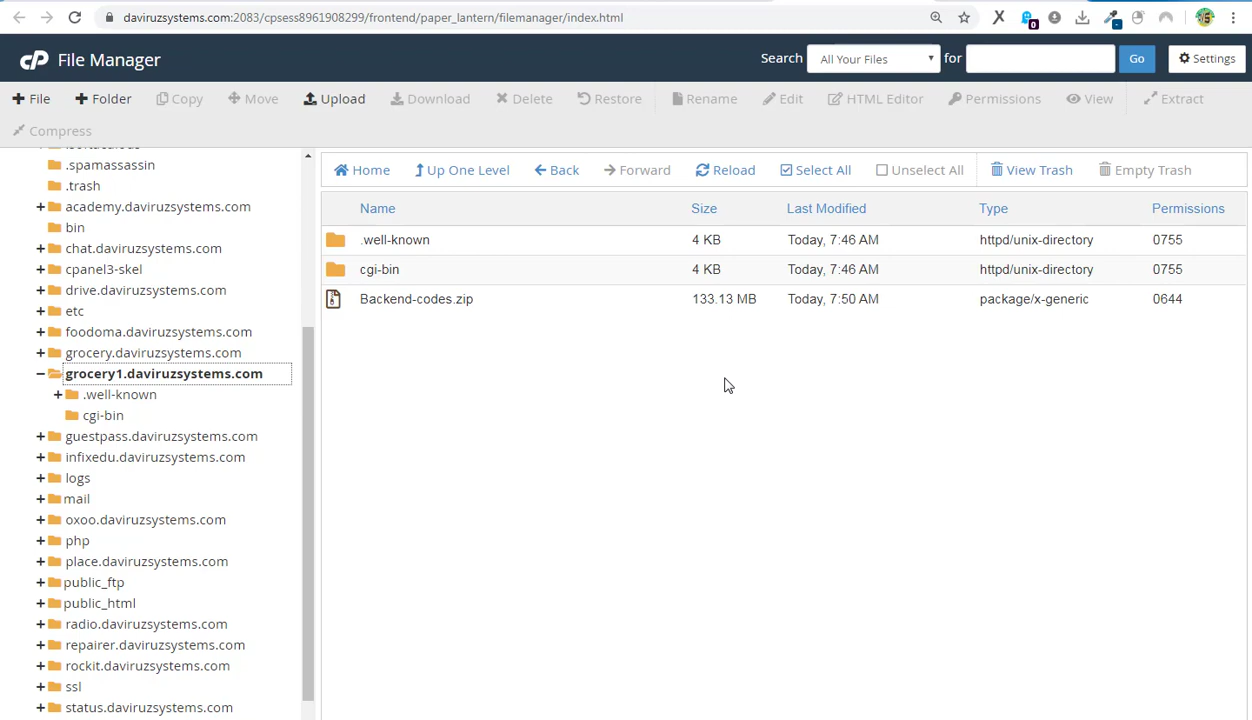 daviruzsystems.com:2083/cpsess8961908299/frontend/paper_lantern/filemanager/index.html
0
-
cP File Manager
Search All Your Files for Go Settings
File Folder Copy Move Upload Download Delete Restore Rename Edit HTML Editor Permissions View Extract
Compress
.spamassassin
.trash
academy.daviruzsystems.com
bin
chat.daviruzsystems.com
cpanel3-skel
drive.daviruzsystems.com
etc
foodoma.daviruzsystems.com
grocery.daviruzsystems.com
grocery1.daviruzsystems.com
.well-known
cgi-bin
guestpass.daviruzsystems.com
infixedu.daviruzsystems.com
logs
mail
oxoo.daviruzsystems.com
php
place.daviruzsystems.com
public_ftp
public_html
radio.daviruzsystems.com
repairer.daviruzsystems.com
rockit.daviruzsystems.com
ssl
status.daviruzsystems.com
Home Up One Level Back Forward Reload Select All Unselect All View Trash Empty Trash
Name Size Last Modified Type Permissions
.well-known 4 KB Today, 7:46 AM httpd/unix-directory 0755
cgi-bin 4 KB Today, 7:46 AM httpd/unix-directory 0755
Backend-codes.zip 133.13 MB Today, 7:50 AM package/x-generic 0644